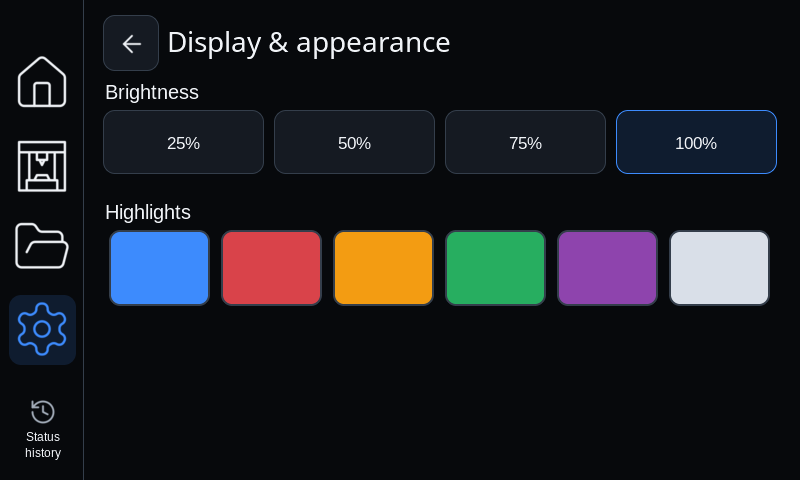 Display & appearance
Brightness
25%
50%
75%
100%
Highlights
Status
history